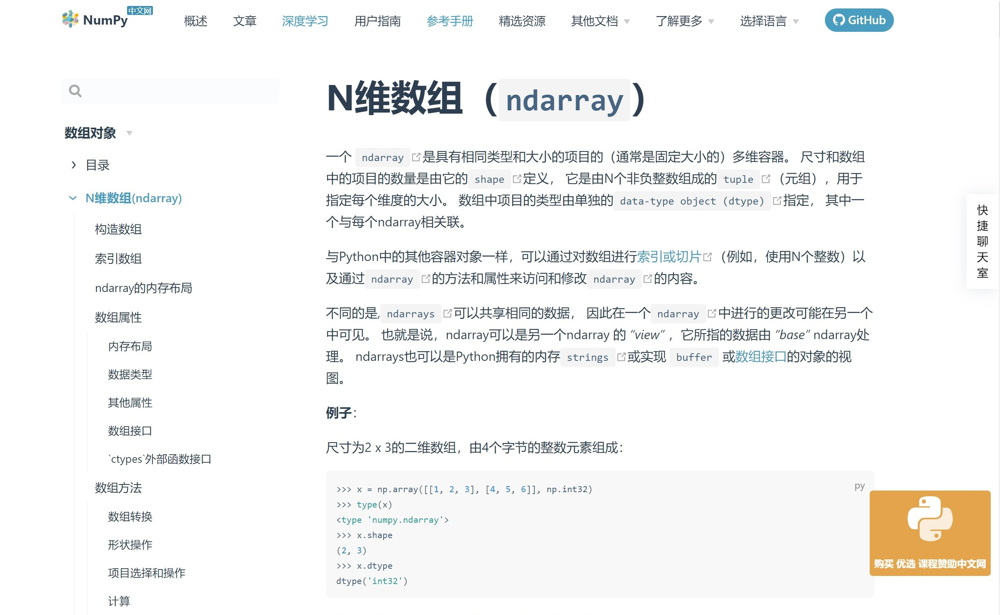 NumPy 中文网
概述 文章 深度学习 用户指南 参考手册 精选资源 其他文档 了解更多 选择语言 GitHub
数组对象
目录
N维数组(ndarray)
构造数组
索引数组
ndarray的内存布局
数组属性
内存布局
数据类型
其他属性
数组接口
`ctypes`外部函数接口
数组方法
数组转换
形状操作
项目选择和操作
计算
N维数组（ndarray）
一个 ndarray 是具有相同类型和大小的项目的（通常是固定大小的）多维容器。 尺寸和数组
中的项目的数量是由它的 shape 定义， 它是由N个非负整数组成的 tuple （元组）, 用于
指定每个维度的大小。 数组中项目的类型由单独的 data-type object (dtype) 指定， 其中一
个与每个ndarray相关联。
与Python中的其他容器对象一样，可以通过对数组进行索引或切片（例如，使用N个整数）以
及通过 ndarray 的方法和属性来访问和修改 ndarray 的内容。
不同的是, ndarrays 可以共享相同的数据， 因此在一个 ndarray 中进行的更改可能在另一个
中可见。 也就是说，ndarray可以是另一个ndarray 的 “view” ，它所指的数据由 “base” ndarray处
理。 ndarrays也可以是Python拥有的内存 strings 或实现 buffer 或数组接口的对象的视
图。
例子：
尺寸为2 x 3的二维数组，由4个字节的整数元素组成：
py
>>> x = np.array([[1, 2, 3], [4, 5, 6]], np.int32)
>>> type(x)
<type 'numpy.ndarray'>
>>> x.shape
(2, 3)
>>> x.dtype
dtype('int32')
快
捷
聊
天
室
购买 优选 课程赞助中文网